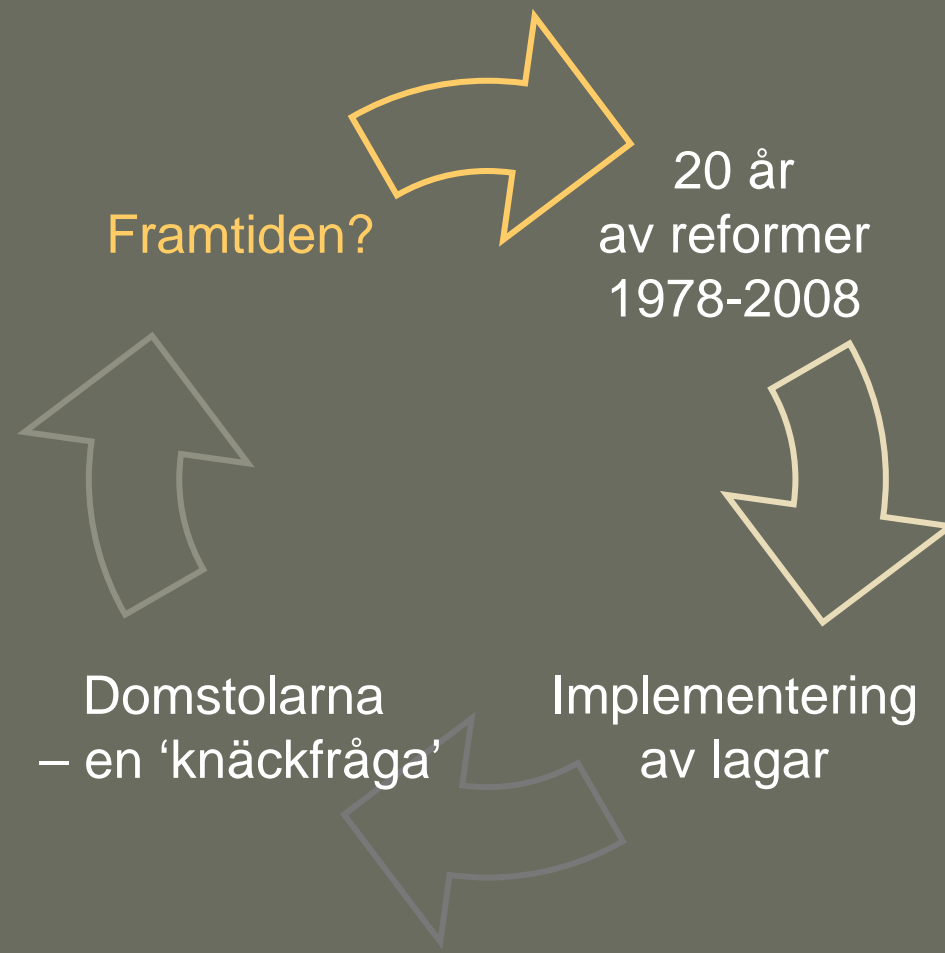 Framtiden?
20 år
av reformer
1978-2008
Implementering
av lagar
Domstolarna
– en ‘knäckfråga’